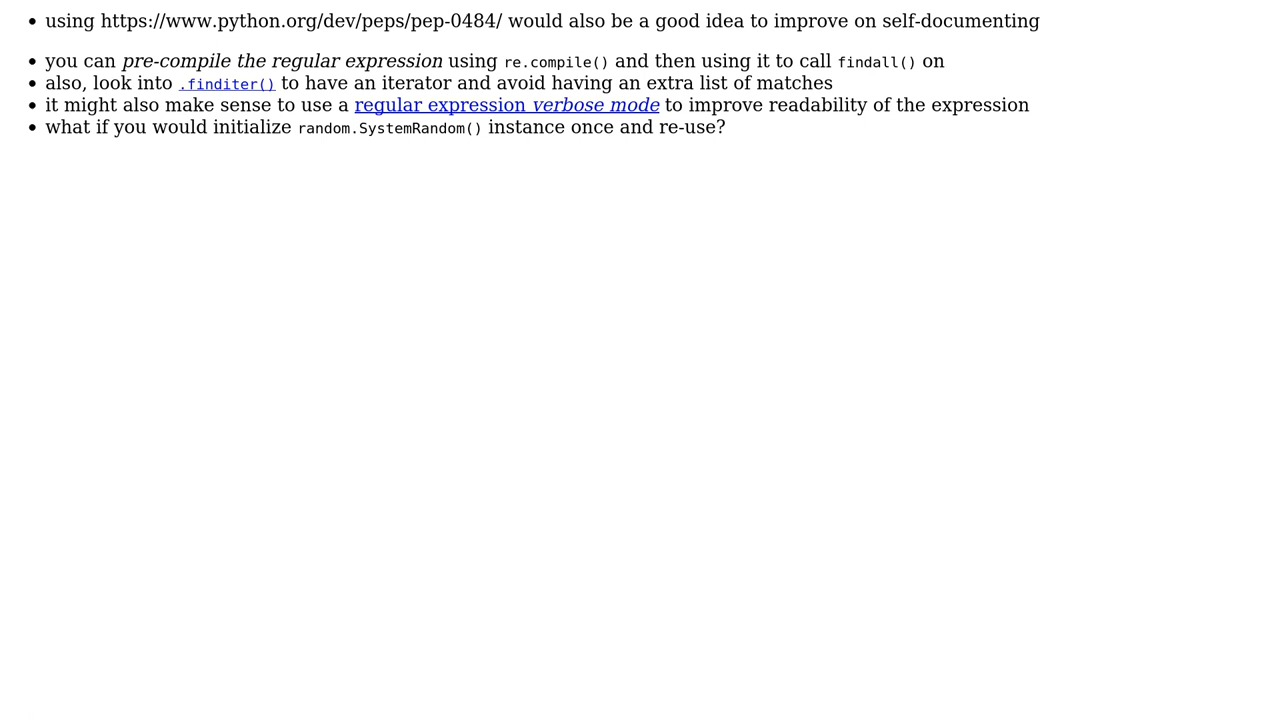 • using https://www.python.org/dev/peps/pep-0484/ would also be a good idea to improve on self-documenting
• you can pre-compile the regular expression using re.compile() and then using it to call findall() on
• also, look into .finditer() to have an iterator and avoid having an extra list of matches
• it might also make sense to use a regular expression verbose mode to improve readability of the expression
• what if you would initialize random.SystemRandom() instance once and re-use?